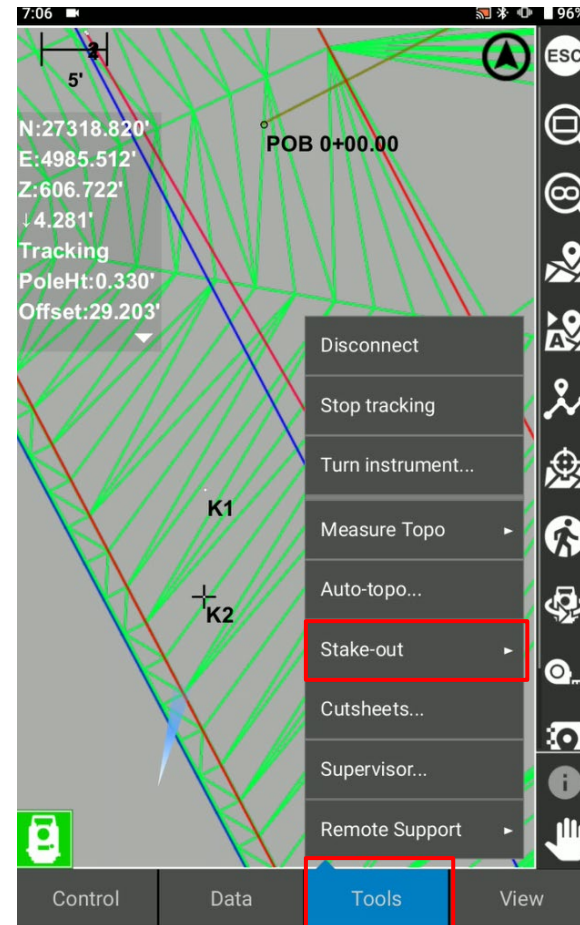 7:06
96%
5'
ESC
N:27318.820'
E:4985.512'
Z:606.722'
↓4.281'
Tracking
PoleHt:0.330'
Offset:29.203'
POB 0+00.00
A
K1
K2
Disconnect
Stop tracking
Turn instrument...
Measure Topo
Auto-topo...
Stake-out
Cutsheets...
Supervisor...
Remote Support
Control
Data
Tools
View